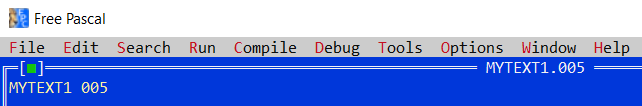 Free Pascal
File Edit Search Run Compile Debug Tools Options Window Help
[■] MYTEXT1.005
MYTEXT1 005